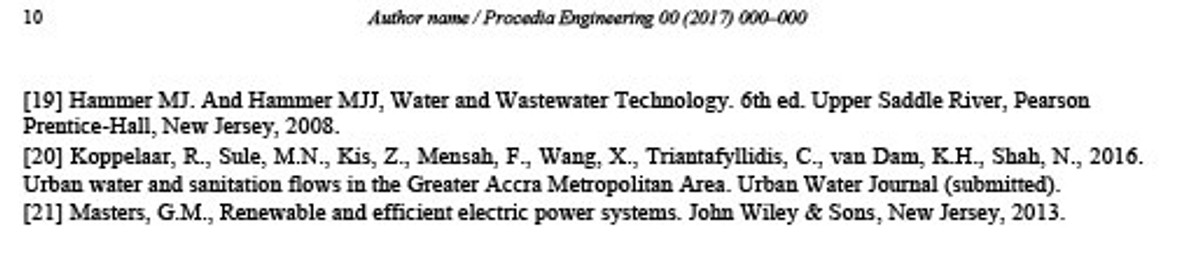 10 Author name / Procedia Engineering 00 (2017) 000–000
[19] Hammer MJ. And Hammer MJJ, Water and Wastewater Technology. 6th ed. Upper Saddle River, Pearson
Prentice-Hall, New Jersey, 2008.
[20] Koppelaar, R., Sule, M.N., Kis, Z., Mensah, F., Wang, X., Triantafyllidis, C., van Dam, K.H., Shah, N., 2016.
Urban water and sanitation flows in the Greater Accra Metropolitan Area. Urban Water Journal (submitted).
[21] Masters, G.M., Renewable and efficient electric power systems. John Wiley & Sons, New Jersey, 2013.